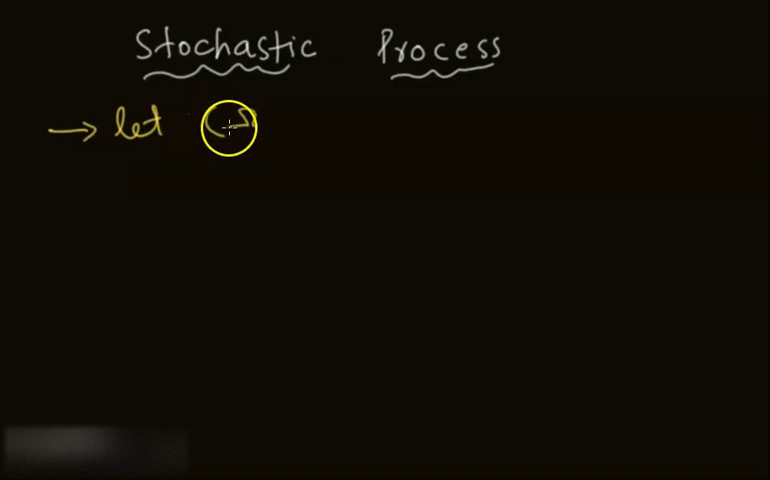 Stochastic Process
→ let (